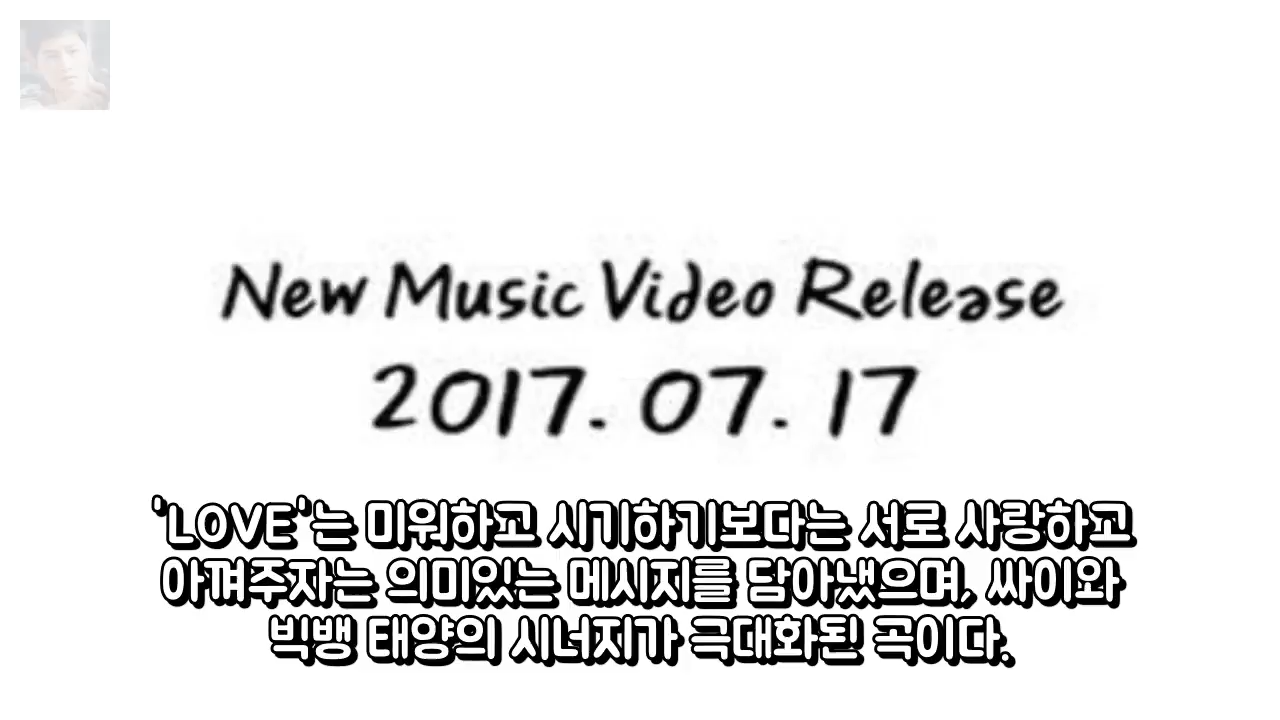 New Music Video Release
2017. 07. 17
'LOVE'는 미워하고 시기하기보다는 서로 사랑하고
아껴주자는 의미있는 메시지를 담아냈으며, 싸이와
빅뱅 태양의 시너지가 극대화된 곡이다.